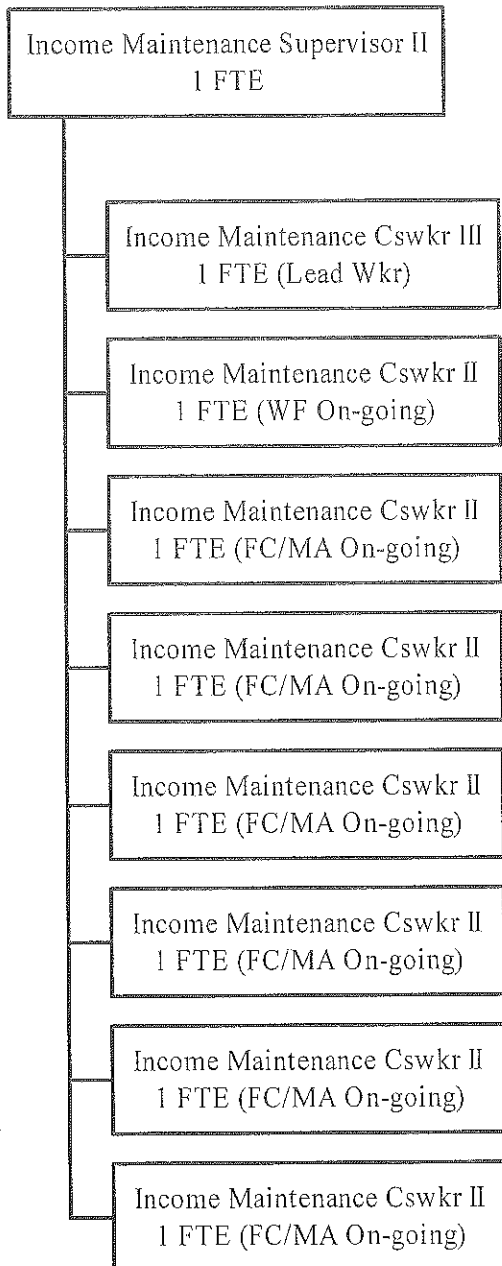 Income Maintenance Supervisor II
1 FTE
Income Maintenance Cswkr III
1 FTE (Lead Wkr)
Income Maintenance Cswkr II
1 FTE (WF On-going)
Income Maintenance Cswkr II
1 FTE (FC/MA On-going)
Income Maintenance Cswkr II
1 FTE (FC/MA On-going)
Income Maintenance Cswkr II
1 FTE (FC/MA On-going)
Income Maintenance Cswkr II
1 FTE (FC/MA On-going)
Income Maintenance Cswkr II
1 FTE (FC/MA On-going)
Income Maintenance Cswkr II
1 FTE (FC/MA On-going)